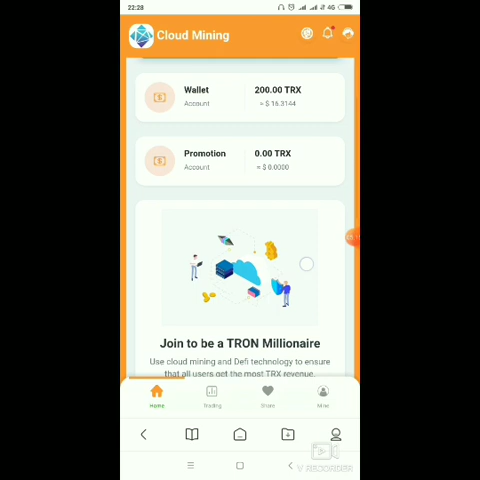 22:28
4G
Cloud Mining
Wallet
200.00 TRX
Account
≈ $ 16.3144
Promotion
0.00 TRX
Account
≈ $ 0.0000
Join to be a TRON Millionaire
Use cloud mining and Defi technology to ensure
that all users get the most TRX revenue.
Home
Trading
Share
Mine
V RECORDER